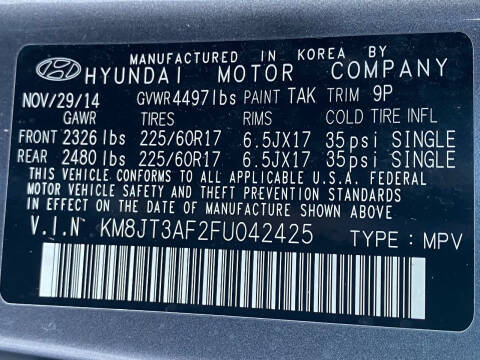 MANUFACTURED IN KOREA BY
HYUNDAI MOTOR COMPANY
NOV/29/14 GVWR 4497lbs PAINT TAK TRIM 9P
GAWR TIRES RIMS COLD TIRE INFL
FRONT 2326 lbs 225/60R17 6.5JX17 35psi SINGLE
REAR 2480 lbs 225/60R17 6.5JX17 35psi SINGLE
THIS VEHICLE CONFORMS TO ALL APPLICABLE U.S.A. FEDERAL
MOTOR VEHICLE SAFETY AND THEFT PREVENTION STANDARDS
IN EFFECT ON THE DATE OF MANUFACTURE SHOWN ABOVE.
V.I.N KM8JT3AF2FU042425 TYPE : MPV